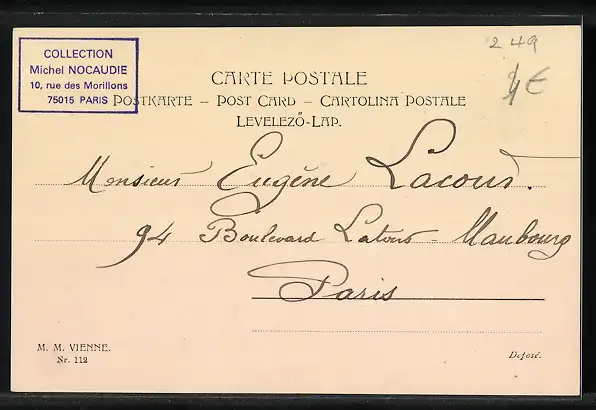 COLLECTION
Michel NOCAUDIE
10, rue des Morillons
75015 PARIS
249
4€
CARTE POSTALE
POSTKARTE – POST CARD – CARTOLINA POSTALE
LEVELEZŐ-LAP.
Monsieur Eugène Lacour.
94 Boulevard Latour-Maubourg
Paris
M. M. VIENNE.
Nr. 112
Déposé.